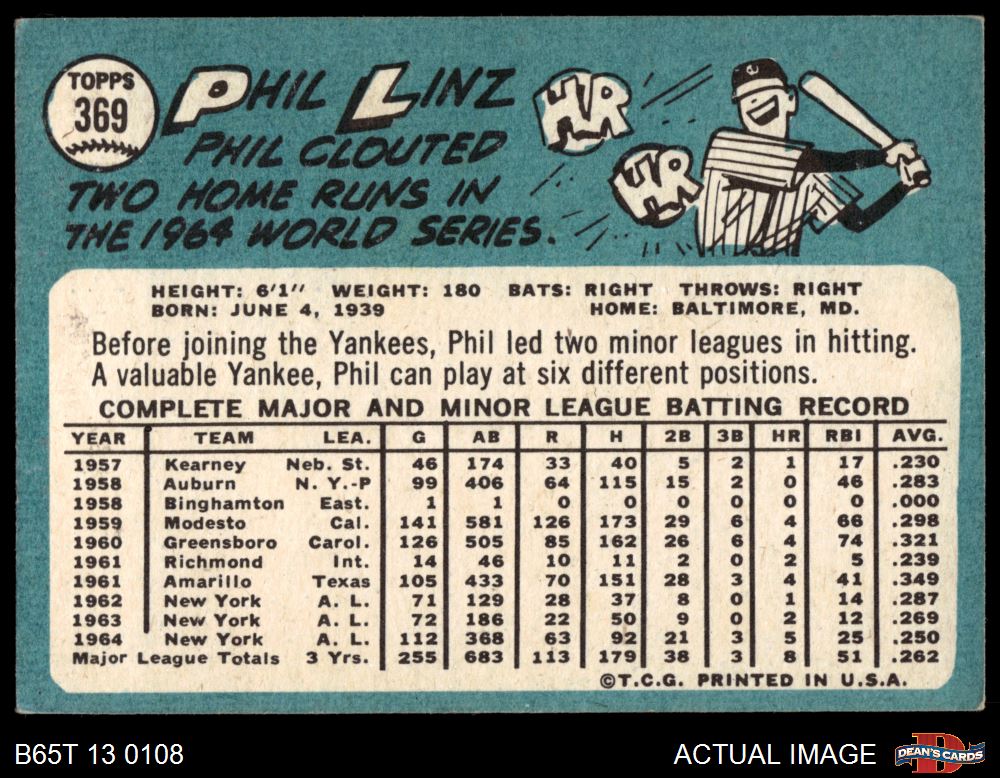 TOPPS
369
PHIL LINZ
PHIL CLOUTED
TWO HOME RUNS IN
THE 1964 WORLD SERIES.
HR
HR
HEIGHT: 6'1" WEIGHT: 180 BATS: RIGHT THROWS: RIGHT
BORN: JUNE 4, 1939 HOME: BALTIMORE, MD.
Before joining the Yankees, Phil led two minor leagues in hitting.
A valuable Yankee, Phil can play at six different positions.
COMPLETE MAJOR AND MINOR LEAGUE BATTING RECORD
YEAR TEAM LEA. G AB R H 2B 3B HR RBI AVG.
1957 Kearney Neb. St. 46 174 33 40 5 2 1 17 .230
1958 Auburn N. Y.-P 99 406 64 115 15 2 0 46 .283
1958 Binghamton East. 1 1 0 0 0 0 0 0 .000
1959 Modesto Cal. 141 581 126 173 29 6 4 66 .298
1960 Greensboro Carol. 126 505 85 162 26 6 4 74 .321
1961 Richmond Int. 14 46 10 11 2 0 2 5 .239
1961 Amarillo Texas 105 433 70 151 28 3 4 41 .349
1962 New York A. L. 71 129 28 37 8 0 1 14 .287
1963 New York A. L. 72 186 22 50 9 0 2 12 .269
1964 New York A. L. 112 368 63 92 21 3 5 25 .250
Major League Totals 3 Yrs. 255 683 113 179 38 3 8 51 .262
©T.C.G. PRINTED IN U.S.A.
B65T 13 0108 ACTUAL IMAGE DEAN'S CARDS